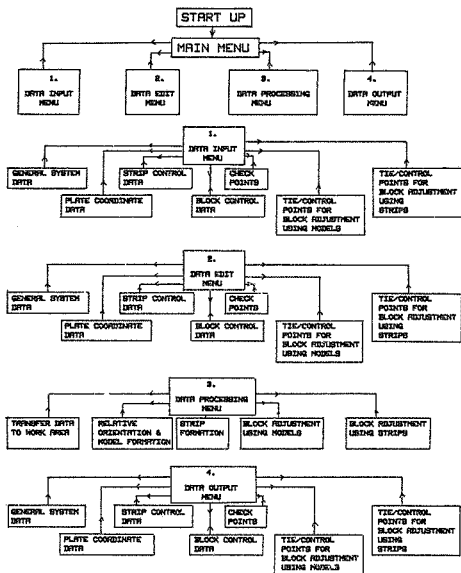 START UP
MAIN MENU
1.
DATA INPUT
MENU
2.
DATA EDIT
MENU
3.
DATA PROCESSING
MENU
4.
DATA OUTPUT
MENU
1.
DATA INPUT
MENU
GENERAL SYSTEM
DATA
STRIP CONTROL
DATA
CHECK
POINTS
TIE/CONTROL
POINTS FOR
BLOCK ADJUSTMENT
USING
STRIPS
PLATE COORDINATE
DATA
BLOCK CONTROL
DATA
TIE/CONTROL
POINTS FOR
BLOCK ADJUSTMENT
USING MODELS
2.
DATA EDIT
MENU
GENERAL SYSTEM
DATA
STRIP CONTROL
DATA
CHECK
POINTS
TIE/CONTROL
POINTS FOR
BLOCK ADJUSTMENT
USING
STRIPS
PLATE COORDINATE
DATA
BLOCK CONTROL
DATA
TIE/CONTROL
POINTS FOR
BLOCK ADJUSTMENT
USING MODELS
3.
DATA PROCESSING
MENU
TRANSFER DATA
TO WORK AREA
RELATIVE
ORIENTATION &
MODEL FORMATION
STRIP
FORMATION
BLOCK ADJUSTMENT
USING MODELS
BLOCK ADJUSTMENT
USING STRIPS
4.
DATA OUTPUT
MENU
GENERAL SYSTEM
DATA
STRIP CONTROL
DATA
CHECK
POINTS
TIE/CONTROL
POINTS FOR
BLOCK ADJUSTMENT
USING
STRIPS
PLATE COORDINATE
DATA
BLOCK CONTROL
DATA
TIE/CONTROL
POINTS FOR
BLOCK ADJUSTMENT
USING MODELS